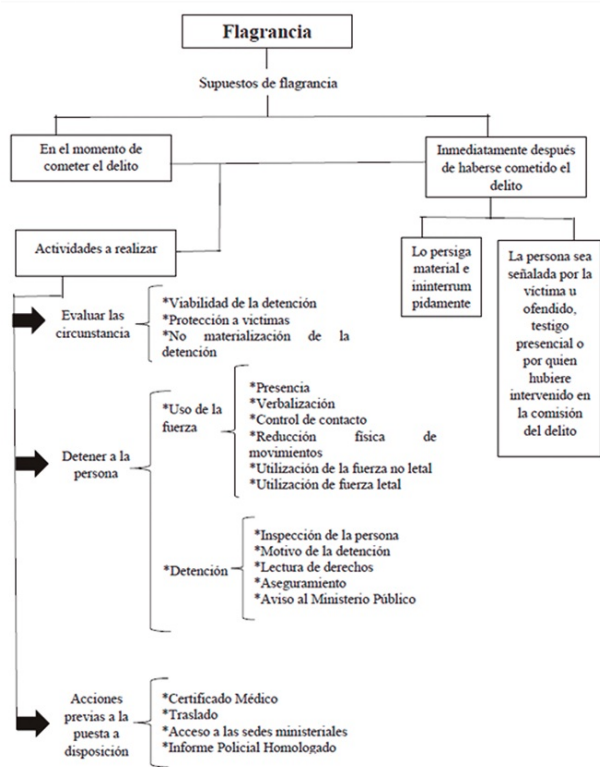 Flagrancia
Supuestos de flagrancia
En el momento de
cometer el delito
Inmediatamente después
de haberse cometido el
delito
Actividades a realizar
Lo persiga
material e
ininterrum
pidamente
La persona sea
señalada por la
víctima u
ofendido,
testigo
presencial o
por quien
hubiere
intervenido en
la comisión
del delito
Evaluar las
circunstancia
*Viabilidad de la detención
*Protección a victimas
*No materialización de la
detención
Detener a la
persona
*Uso de la
fuerza
*Presencia
*Verbalización
*Control de contacto
*Reducción física de
movimientos
*Utilización de la fuerza no letal
*Utilización de fuerza letal
*Detención
*Inspección de la persona
*Motivo de la detención
*Lectura de derechos
*Aseguramiento
*Aviso al Ministerio Público
Acciones
previas a la
puesta a
disposición
*Certificado Médico
*Traslado
*Acceso a las sedes ministeriales
*Informe Policial Homologado